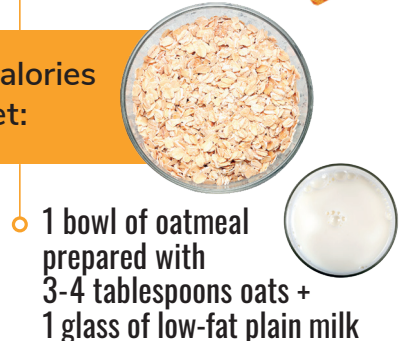 alories
et:
1 bowl of oatmeal
prepared with
3-4 tablespoons oats +
1 glass of low-fat plain milk